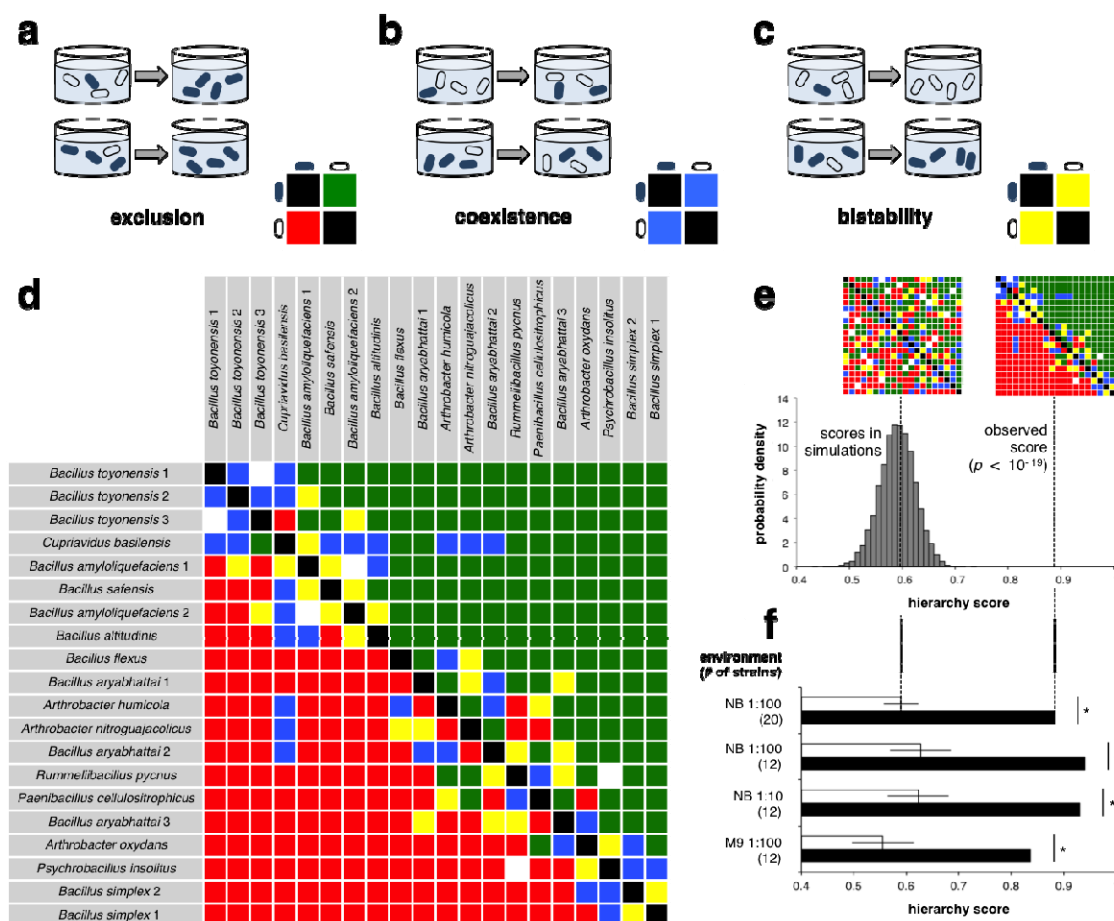 a
b
c
exclusion
coexistence
bistability
d
Bacillus toyonensis 1
Bacillus toyonensis 2
Bacillus toyonensis 3
Cupriavidus basilensis
Bacillus amyloliquefaciens 1
Bacillus safensis
Bacillus amyloliquefaciens 2
Bacillus altitudinis
Bacillus flexus
Bacillus aryabhattai 1
Arthrobacter humicola
Arthrobacter nitroguajacolicus
Bacillus aryabhattai 2
Rummeliibacillus pycnus
Paenibacillus cellulositrophicus
Bacillus aryabhattai 3
Arthrobacter oxydans
Psychrobacillus insolitus
Bacillus simplex 2
Bacillus simplex 1
Bacillus toyonensis 1
Bacillus toyonensis 2
Bacillus toyonensis 3
Cupriavidus basilensis
Bacillus amyloliquefaciens 1
Bacillus safensis
Bacillus amyloliquefaciens 2
Bacillus altitudinis
Bacillus flexus
Bacillus aryabhattai 1
Arthrobacter humicola
Arthrobacter nitroguajacolicus
Bacillus aryabhattai 2
Rummeliibacillus pycnus
Paenibacillus cellulositrophicus
Bacillus aryabhattai 3
Arthrobacter oxydans
Psychrobacillus insolitus
Bacillus simplex 2
Bacillus simplex 1
e
probability density
14
12
10
8
6
4
2
0
scores in
simulations
observed
score
(p < 10⁻¹⁹)
0.4 0.5 0.6 0.7 0.8 0.9
hierarchy score
f
environment
(# of strains)
NB 1:100
(20)
*
NB 1:100
(12)
NB 1:10
(12)
*
M9 1:100
(12)
*
0.4 0.5 0.6 0.7 0.8 0.9
hierarchy score